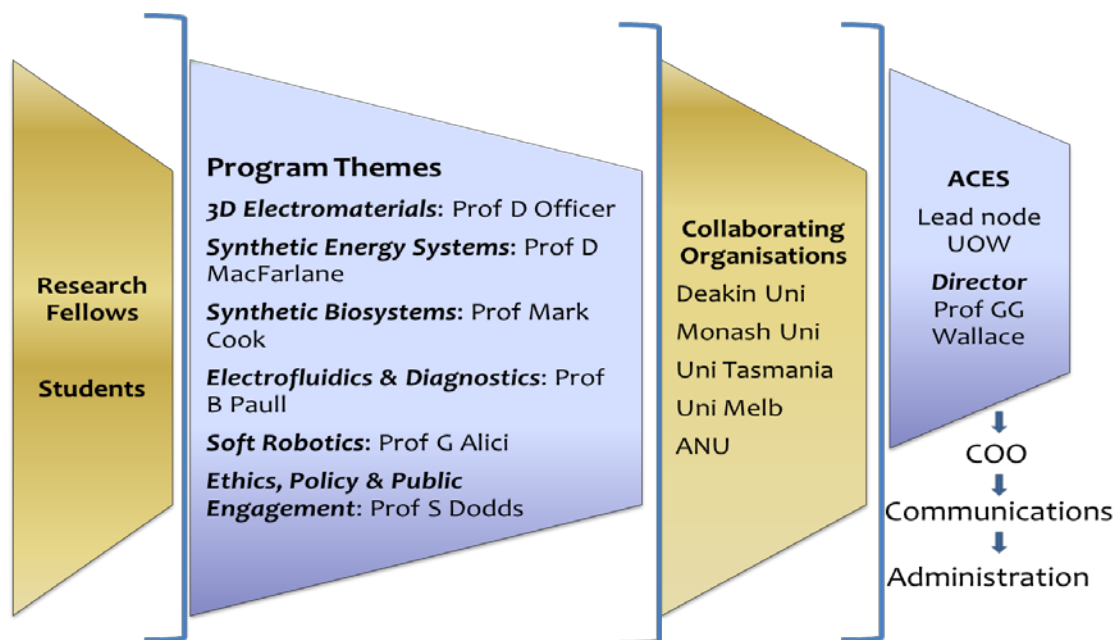 Research
Fellows
Students
Program Themes
3D Electromaterials: Prof D Officer
Synthetic Energy Systems: Prof D
MacFarlane
Synthetic Biosystems: Prof Mark
Cook
Electrofluidics & Diagnostics: Prof
B Paull
Soft Robotics: Prof G Alici
Ethics, Policy & Public
Engagement: Prof S Dodds
Collaborating
Organisations
Deakin Uni
Monash Uni
Uni Tasmania
Uni Melb
ANU
ACES
Lead node
UOW
Director
Prof GG
Wallace
COO
Communications
Administration